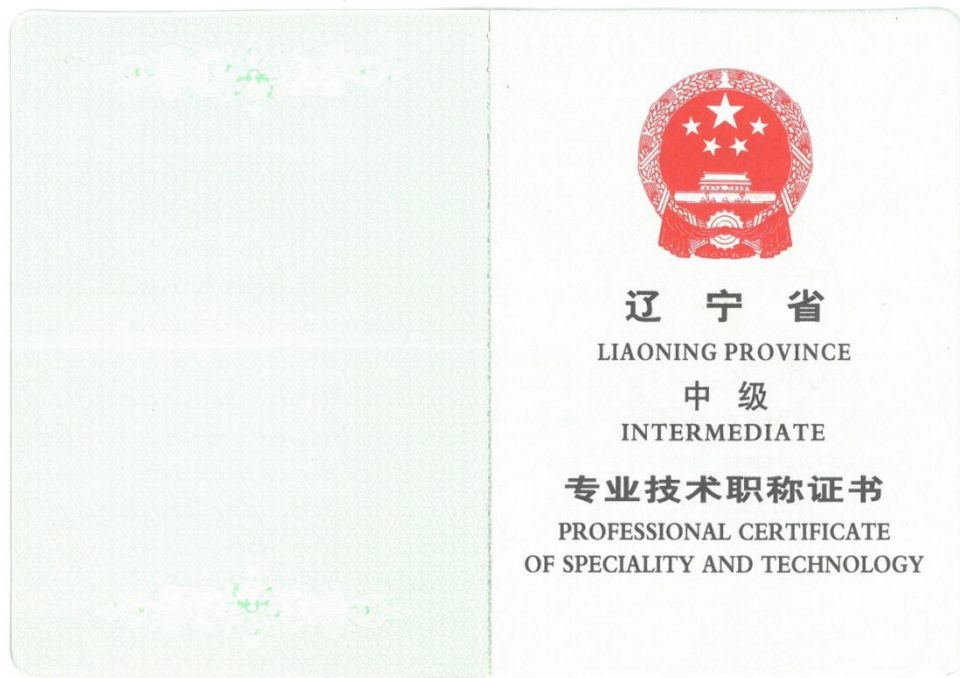 辽宁省
LIAONING PROVINCE
中级
INTERMEDIATE
专业技术职称证书
PROFESSIONAL CERTIFICATE
OF SPECIALITY AND TECHNOLOGY